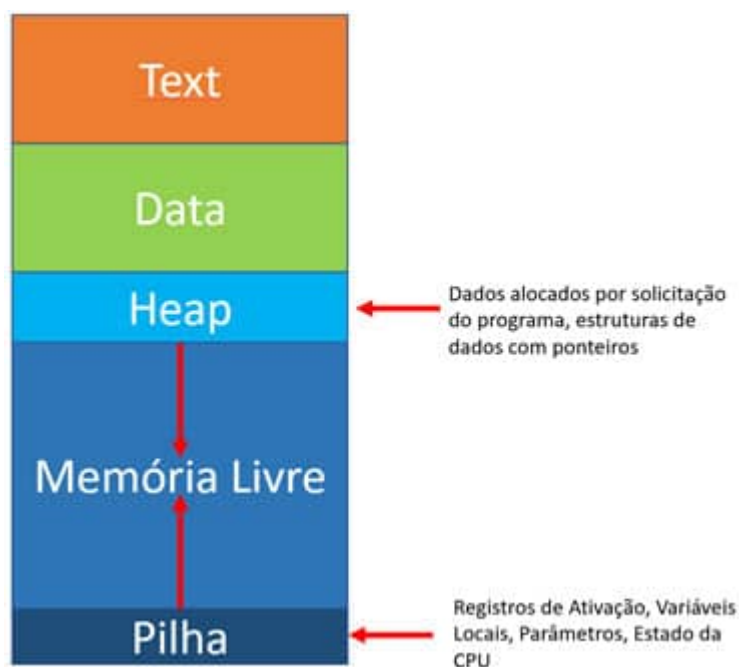 Text
Data
Heap
Dados alocados por solicitação
do programa, estruturas de
dados com ponteiros
Memória Livre
Pilha
Registros de Ativação, Variáveis
Locais, Parâmetros, Estado da
CPU